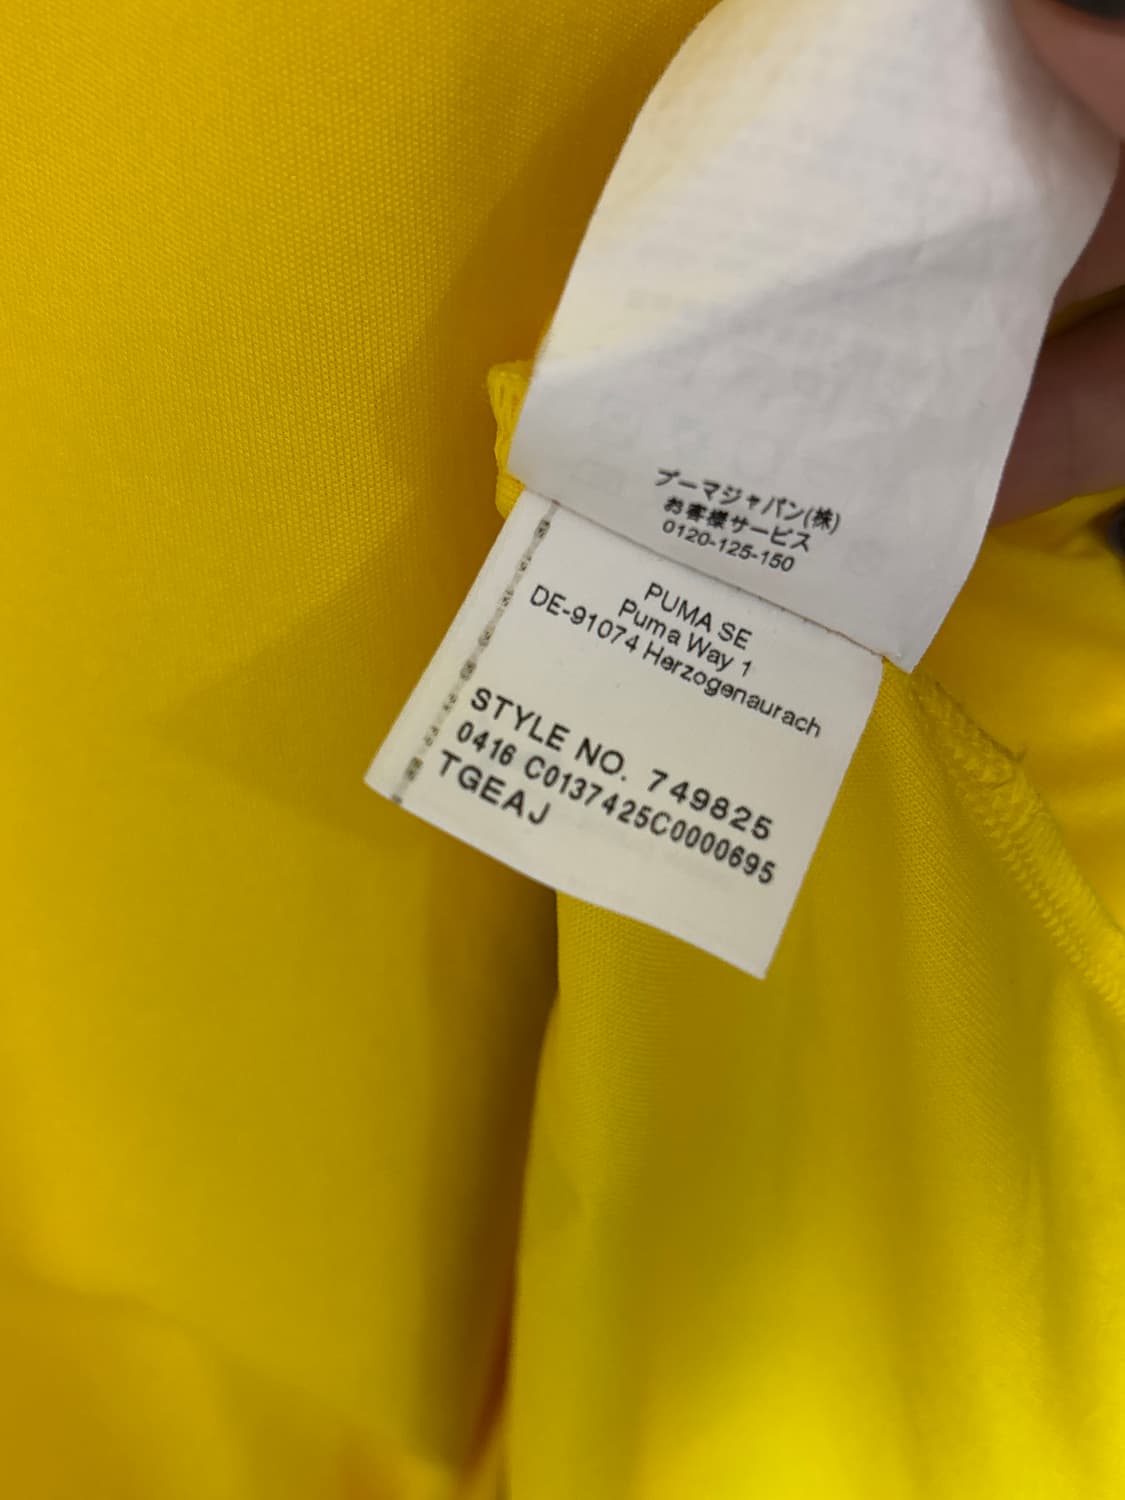 プーマジャパン(株)
お客様サービス
0120-125-150
PUMA SE
Puma Way 1
DE-91074 Herzogenaurach
STYLE NO. 749825
0416 C0137425C0000695
TGEAJ